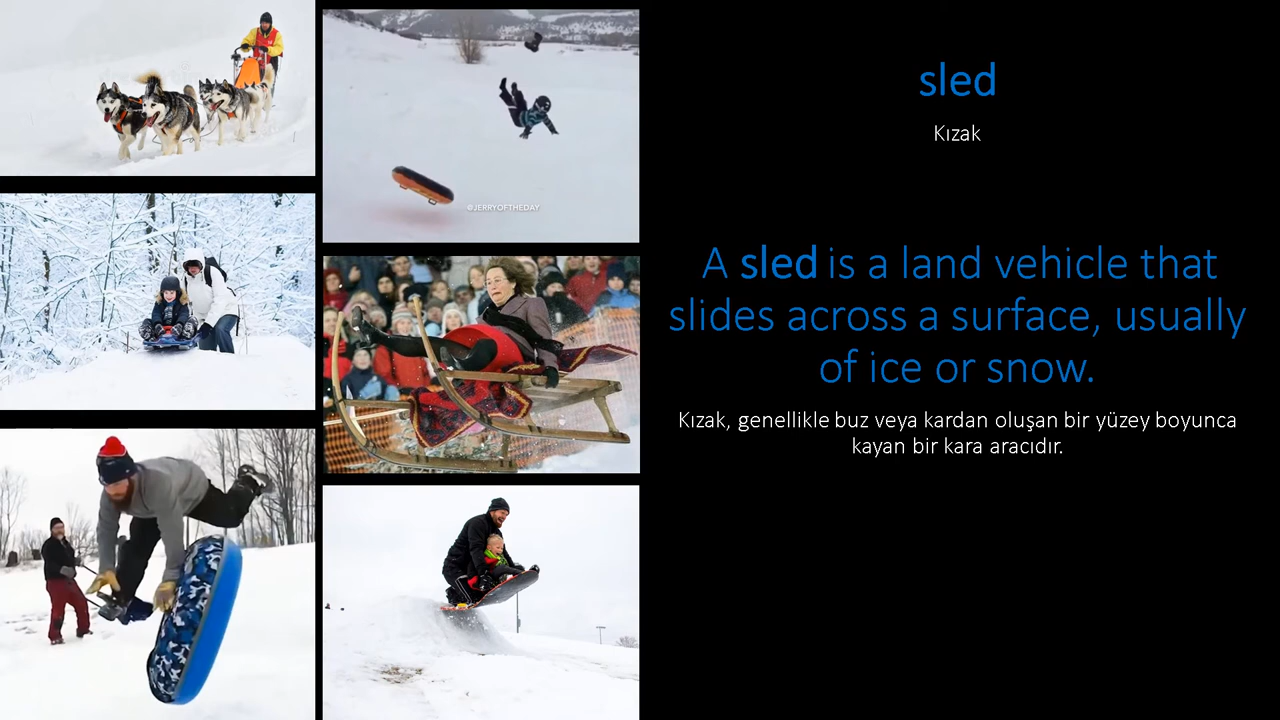 @JERRYOFTHEDAY
sled
Kızak
A sled is a land vehicle that
slides across a surface, usually
of ice or snow.
Kızak, genellikle buz veya kardan oluşan bir yüzey boyunca
kayan bir kara aracıdır.